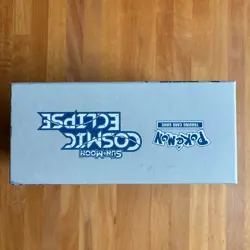 POKÉMON
TRADING CARD GAME
SUN & MOON
COSMIC
ECLIPSE